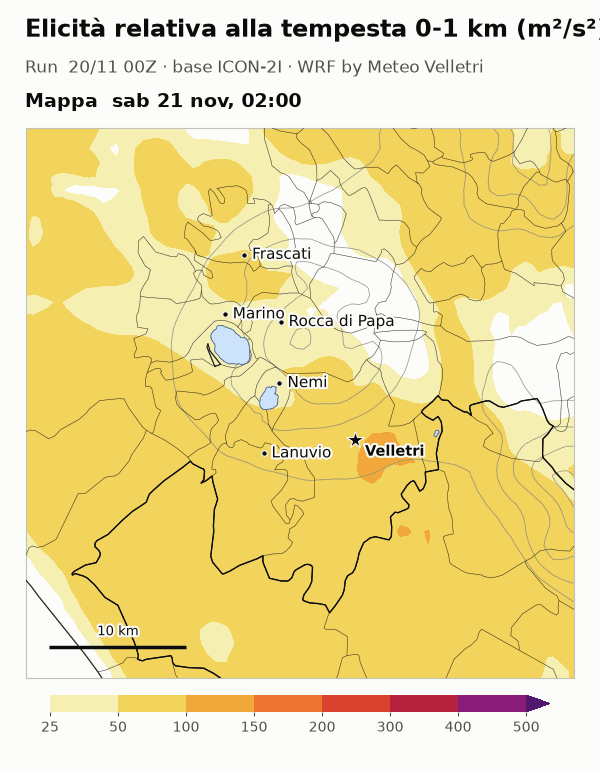 Elicità relativa alla tempesta 0-1 km (m²/s²)
Run 20/11 00Z · base ICON-2I · WRF by Meteo Velletri
Mappa sab 21 nov, 02:00
Frascati
Marino
Rocca di Papa
Nemi
Velletri
Lanuvio
10 km
25 50 100 150 200 300 400 500